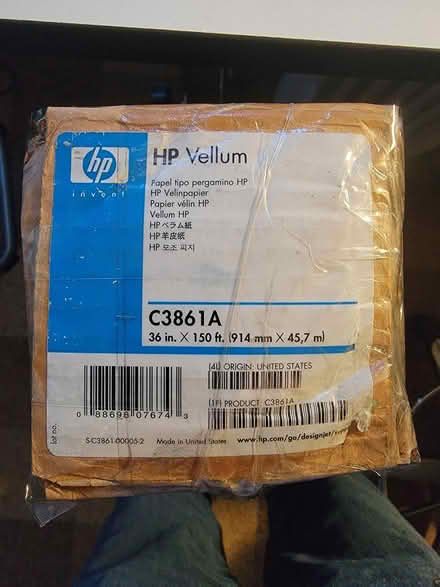 hp
invent
HP Vellum
Papel tipo pergamino HP
HP Velinpapier
Papier vélin HP
Vellum HP
HPベラム紙
HP羊皮紙
HP 모조 피지
C3861A
36 in. X 150 ft. (914 mm X 45,7 m)
(4L) ORIGIN: UNITED STATES
(1P) PRODUCT: C3861A
0 88698 07674 3
lot no.
S-C3861-00005-2 Made in United States www.hp.com/go/designjet/